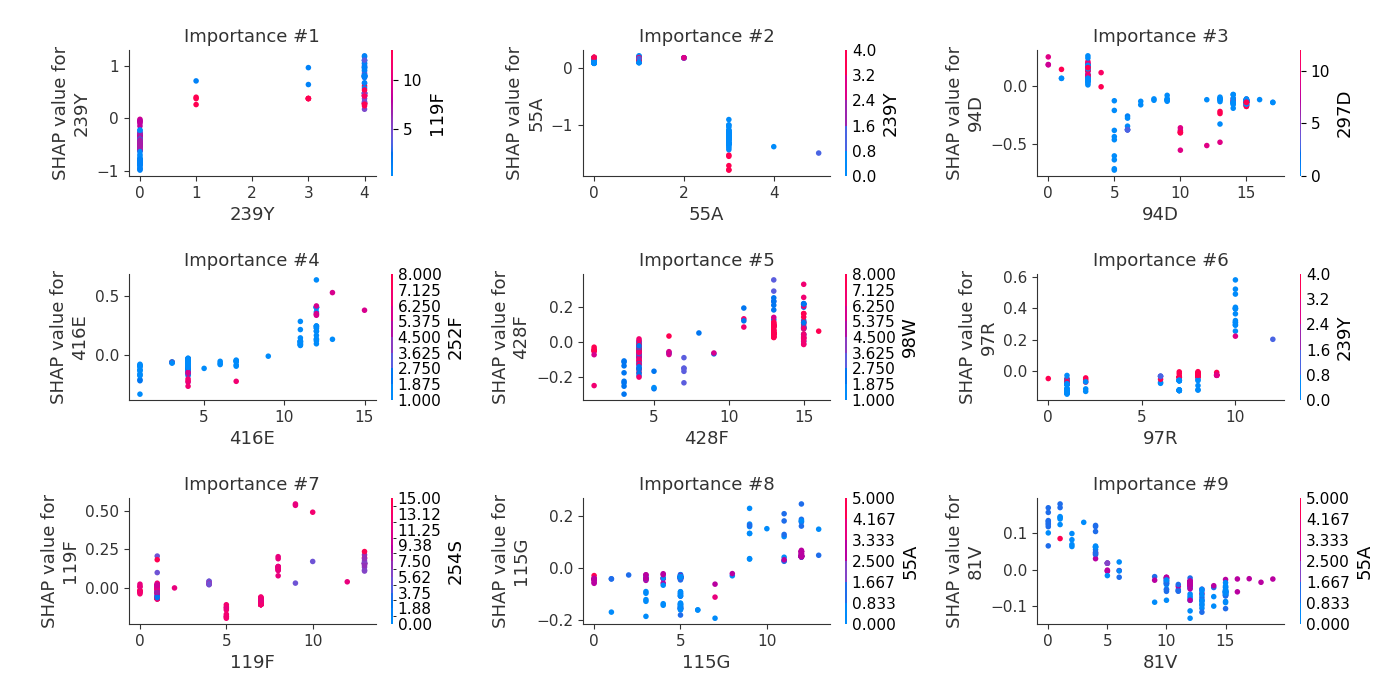 Importance #1
SHAP value for
239Y
1
0
−1
0
1
2
3
4
239Y
10
5
119F
Importance #2
SHAP value for
55A
0
−1
0
2
4
55A
4.0
3.2
2.4
1.6
0.8
0.0
239Y
Importance #3
SHAP value for
94D
0.0
−0.5
0
5
10
15
94D
10
5
0
297D
Importance #4
SHAP value for
416E
0.5
0.0
5
10
15
416E
8.000
7.125
6.250
5.375
4.500
3.625
2.750
1.875
1.000
252F
Importance #5
SHAP value for
428F
0.2
0.0
−0.2
5
10
15
428F
8.000
7.125
6.250
5.375
4.500
3.625
2.750
1.875
1.000
98W
Importance #6
SHAP value for
97R
0.6
0.4
0.2
0.0
0
5
10
97R
4.0
3.2
2.4
1.6
0.8
0.0
239Y
Importance #7
SHAP value for
119F
0.50
0.25
0.00
0
5
10
119F
15.00
13.12
11.25
9.38
7.50
5.62
3.75
1.88
0.00
254S
Importance #8
SHAP value for
115G
0.2
0.0
−0.2
0
5
10
115G
5.000
4.167
3.333
2.500
1.667
0.833
0.000
55A
Importance #9
SHAP value for
81V
0.1
0.0
−0.1
0
5
10
15
81V
5.000
4.167
3.333
2.500
1.667
0.833
0.000
55A